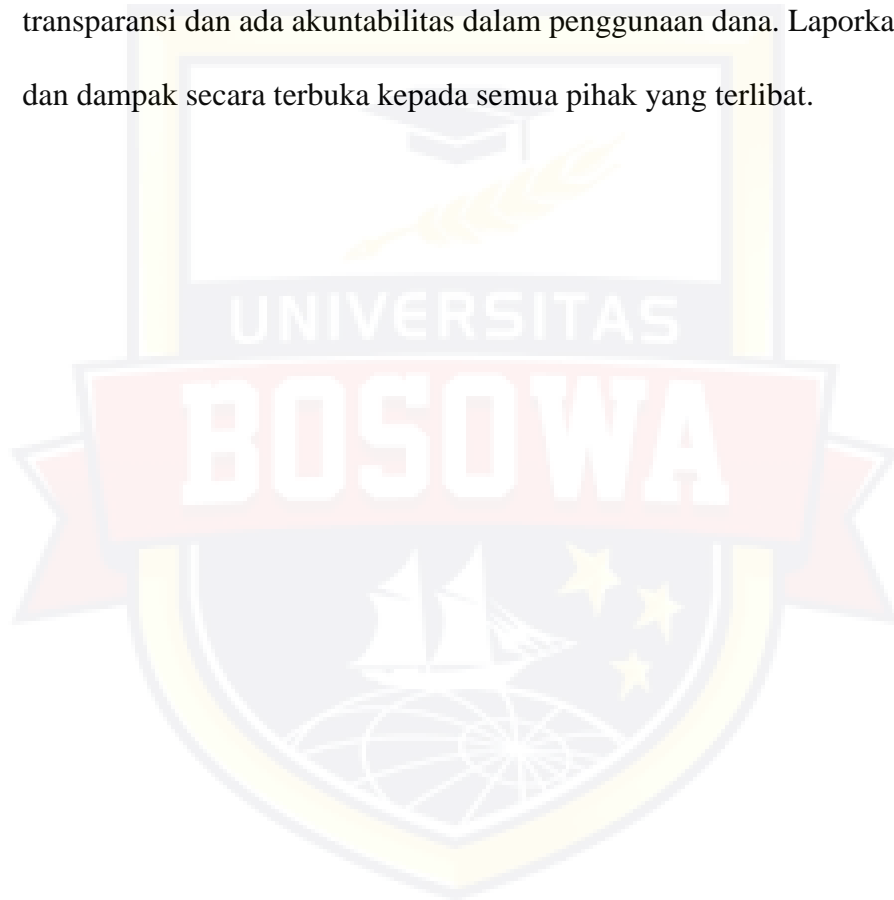 transparansi dan ada akuntabilitas dalam penggunaan dana. Laporka
dan dampak secara terbuka kepada semua pihak yang terlibat.
UNIVERSITAS
BOSOWA